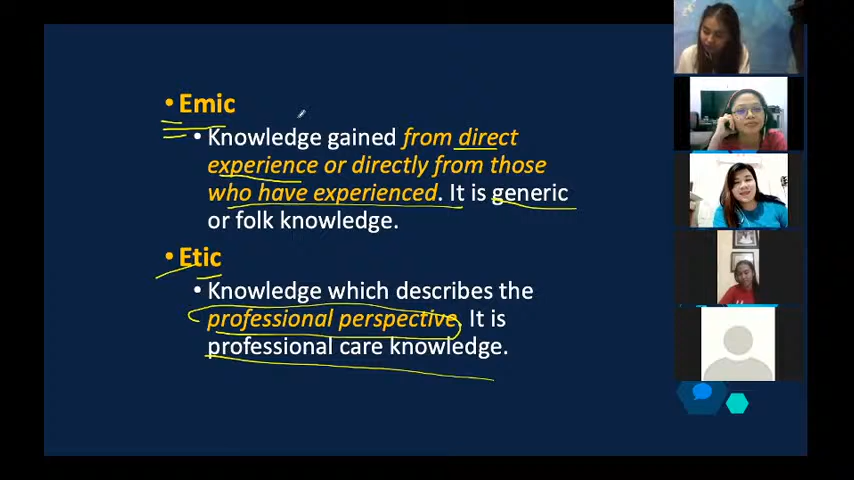 • Emic
• Knowledge gained from direct
experience or directly from those
who have experienced. It is generic
or folk knowledge.
• Etic
• Knowledge which describes the
professional perspective. It is
professional care knowledge.